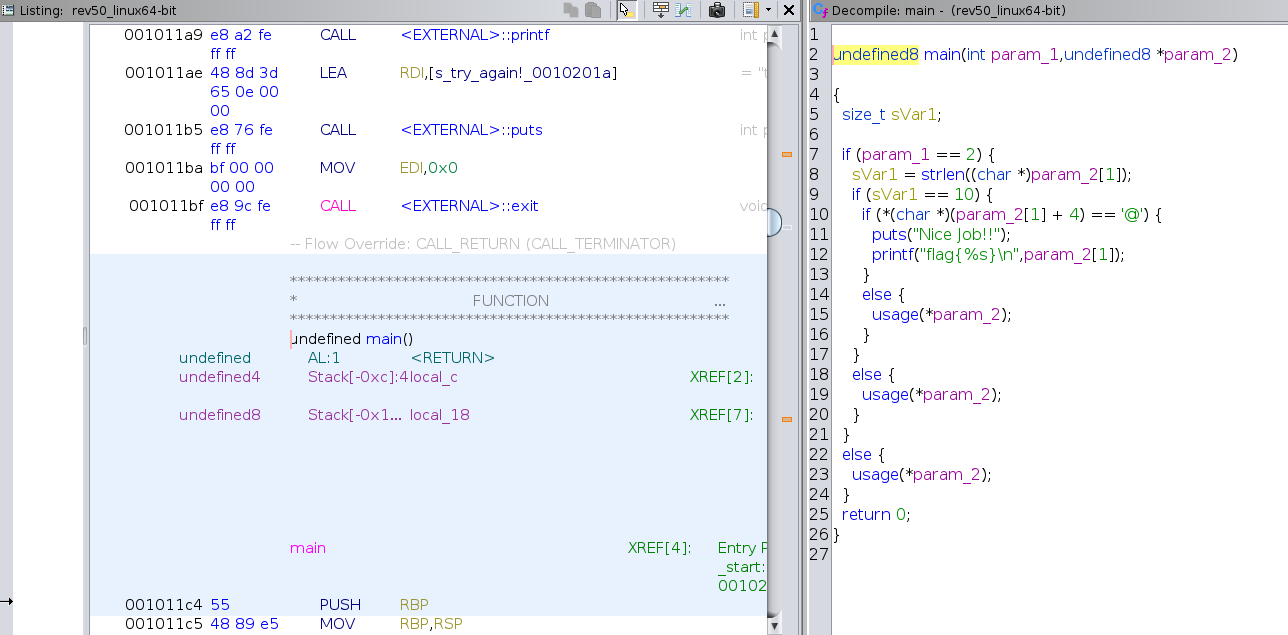 Listing: rev50_linux64-bit
001011a9 e8 a2 fe CALL <EXTERNAL>::printf int
ff ff
001011ae 48 8d 3d LEA RDI,[s_try_again!_0010201a] = "t
65 0e 00
00
001011b5 e8 76 fe CALL <EXTERNAL>::puts int
ff ff
001011ba bf 00 00 MOV EDI,0x0
00 00
001011bf e8 9c fe CALL <EXTERNAL>::exit void
ff ff
-- Flow Override: CALL_RETURN (CALL_TERMINATOR)
*******************************************************
* FUNCTION ...
*******************************************************
undefined main()
undefined AL:1 <RETURN>
undefined4 Stack[-0xc]:4 local_c XREF[2]:
undefined8 Stack[-0x1... local_18 XREF[7]:
main XREF[4]: Entry P
_start:
00102
001011c4 55 PUSH RBP
001011c5 48 89 e5 MOV RBP,RSP
Decompile: main - (rev50_linux64-bit)
1
2 undefined8 main(int param_1,undefined8 *param_2)
3
4 {
5 size_t sVar1;
6
7 if (param_1 == 2) {
8 sVar1 = strlen((char *)param_2[1]);
9 if (sVar1 == 10) {
10 if (*(char *)(param_2[1] + 4) == '@') {
11 puts("Nice Job!!");
12 printf("flag{%s}\n",param_2[1]);
13 }
14 else {
15 usage(*param_2);
16 }
17 }
18 else {
19 usage(*param_2);
20 }
21 }
22 else {
23 usage(*param_2);
24 }
25 return 0;
26 }
27